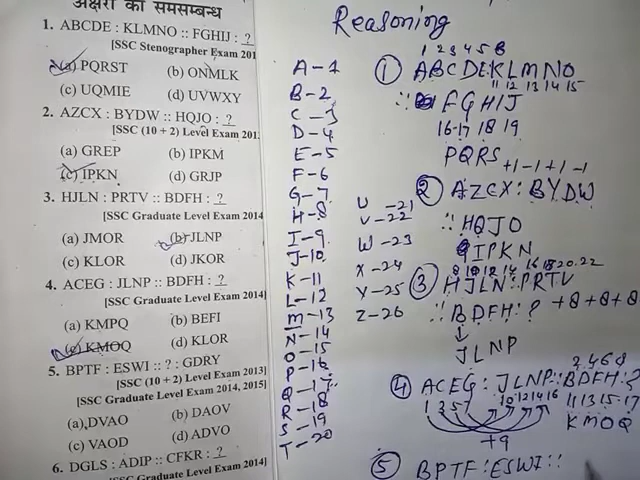 अक्षरों का समसम्बन्ध
1. ABCDE : KLMNO :: FGHIJ : ?
[SSC Stenographer Exam 201
(a) PQRST (b) ONMLK
(c) UQMIE (d) UVWXY
2. AZCX : BYDW :: HQJO : ?
[SSC (10 + 2) Level Exam 201
(a) GREP (b) IPKM
(c) IPKN (d) GRJP
3. HJLN : PRTV :: BDFH : ?
[SSC Graduate Level Exam 2014
(a) JMOR (b) JLNP
(c) KLOR (d) JKOR
4. ACEG : JLNP :: BDFH : ?
[SSC Graduate Level Exam 2014]
(a) KMPQ (b) BEFI
(c) KMOQ (d) KLOR
5. BPTF : ESWI :: ? : GDRY
[SSC (10 + 2) Level Exam 2013]
[SSC Graduate Level Exam 2014, 2015]
(a) DVAO (b) DAOV
(c) VAOD (d) ADVO
6. DGLS : ADIP :: CFKR : ?
[SSC Graduate Level Exam 2014]
Reasoning
A-1
B-2
C-3
D-4
E-5
F-6
G-7
H-8
I-9
J-10
K-11
L-12
M-13
N-14
O-15
P-16
Q-17
R-18
S-19
T-20
U-21
V-22
W-23
X-24
Y-25
Z-26
1 2 3 4 5
① ABCDE KLMNO
11 12 13 14 15
∴ FGHIJ
16-17 18 19
PQRS
+1 -1 +1 -1
② AZCX : BYDW
∴ HQJO
IPKN
8 10 12 14 16 18 20 22
③ HJLN : PRTV
∴ BDFH : ? +8+8+8
↓
JLNP
2 4 6 8
④ ACEG : JLNP :: BDFH : ?
1 3 5 7 10 12 14 16 11 13 15-17
KMOQ
+9
⑤ BPTF : ESWI ::